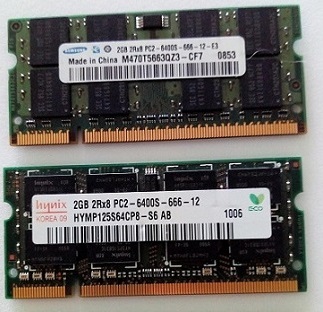 SAMSUNG
2GB 2Rx8 PC2-6400S-666-12-E3
Made in China M470T5663QZ3-CF7 0853
hynix
KOREA 09
2GB 2Rx8 PC2-6400S-666-12
HYMP125S64CP8-S6 AB
1006